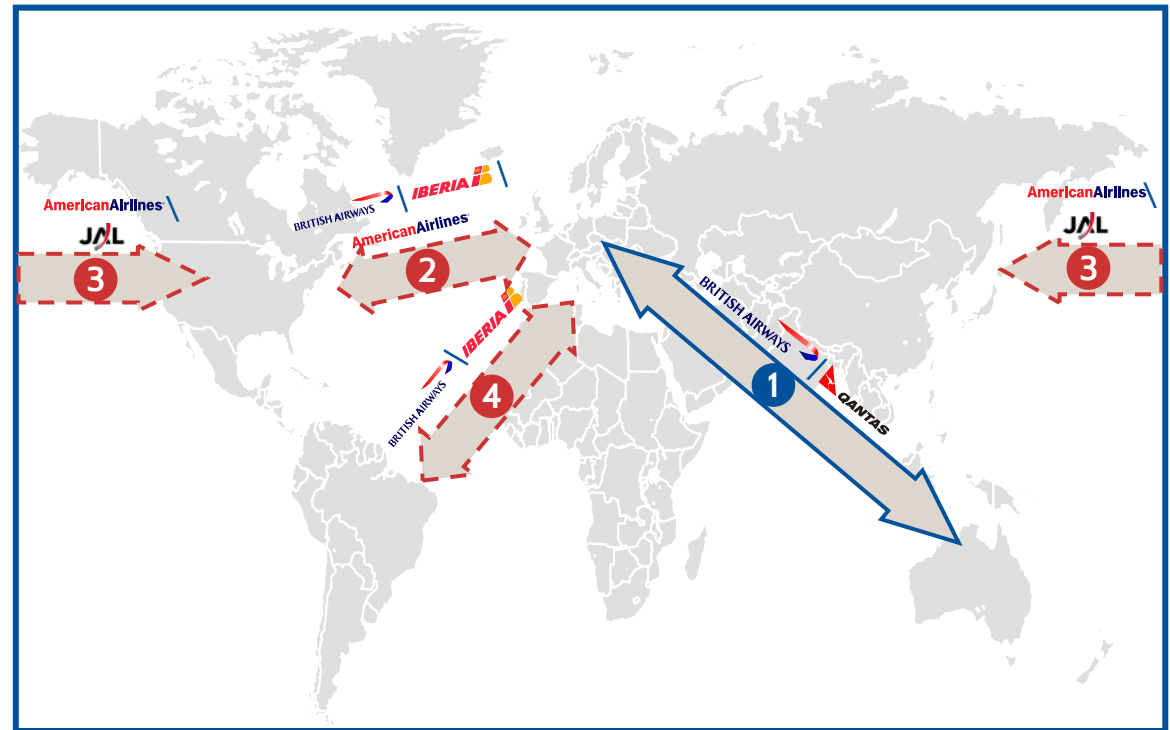 BRITISH AIRWAYS
IBERIA
AmericanAirlines
AmericanAirlines
JAL
3
2
AmericanAirlines
JAL
3
BRITISH AIRWAYS
IBERIA
4
BRITISH AIRWAYS
QANTAS
1